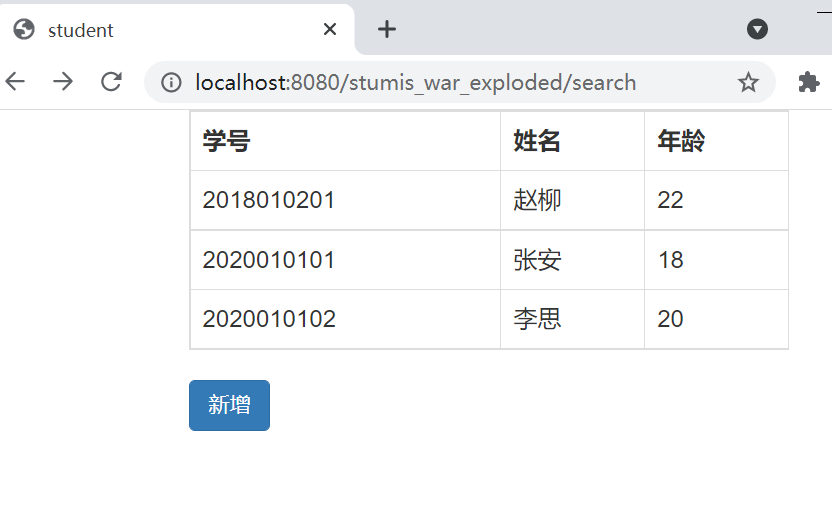 student
localhost:8080/stumis_war_exploded/search
学号 姓名 年龄
2018010201 赵柳 22
2020010101 张安 18
2020010102 李思 20
新增